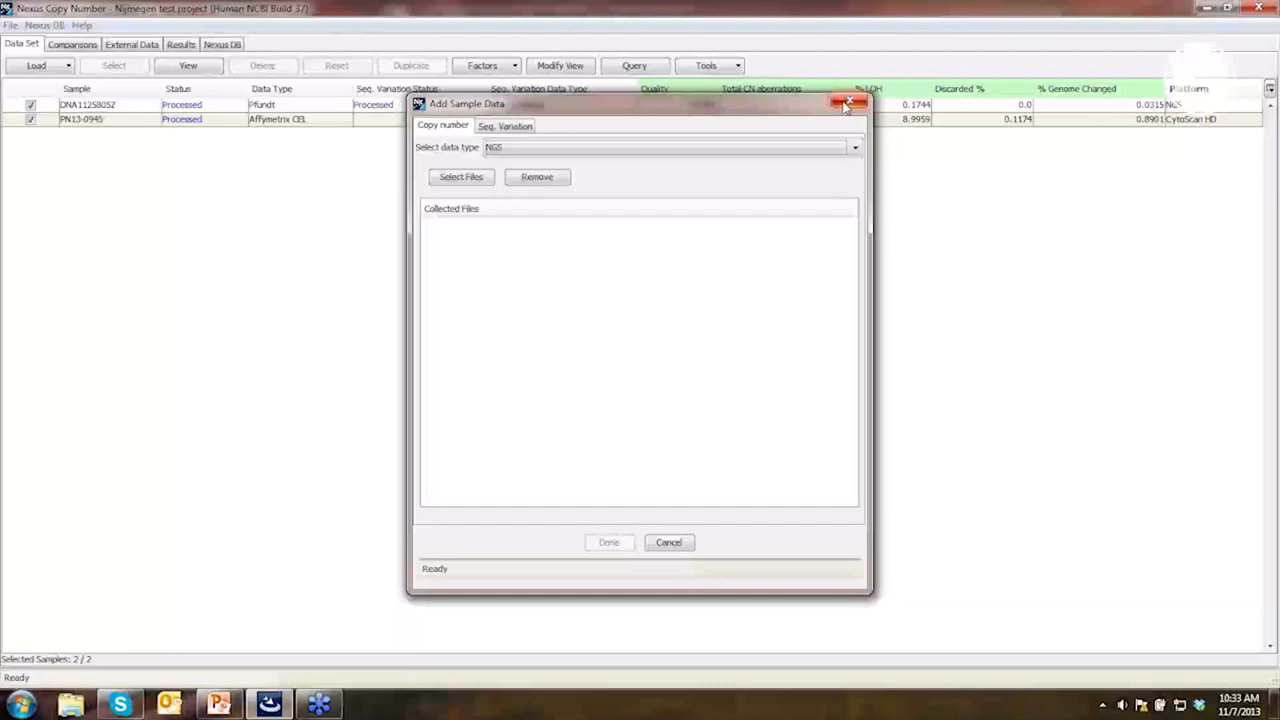 Nexus Copy Number - Nijmegen test project (Human NCBI Build 37)
File Nexus DB Help
Data Set Comparisons External Data Results Nexus DB
Load Select View Delete Reset Duplicate Factors Modify View Query Tools
Sample Status Data Type Seq. Variation Status Seq. Variation Data Type Quality Total CN aberrations % LOH Discarded % % Genome Changed Platform
DNA11258052 Processed Pfundt Processed 0.1744 0.0 0.0315 NGS
PN13-0945 Processed Affymetrix CEL 8.9959 0.1174 0.8901 CytoScan HD
Add Sample Data
Copy number Seq. Variation
Select data type NGS
Select Files Remove
Collected Files
Done Cancel
Ready
Selected Samples: 2 / 2
Ready
10:33 AM
11/7/2013